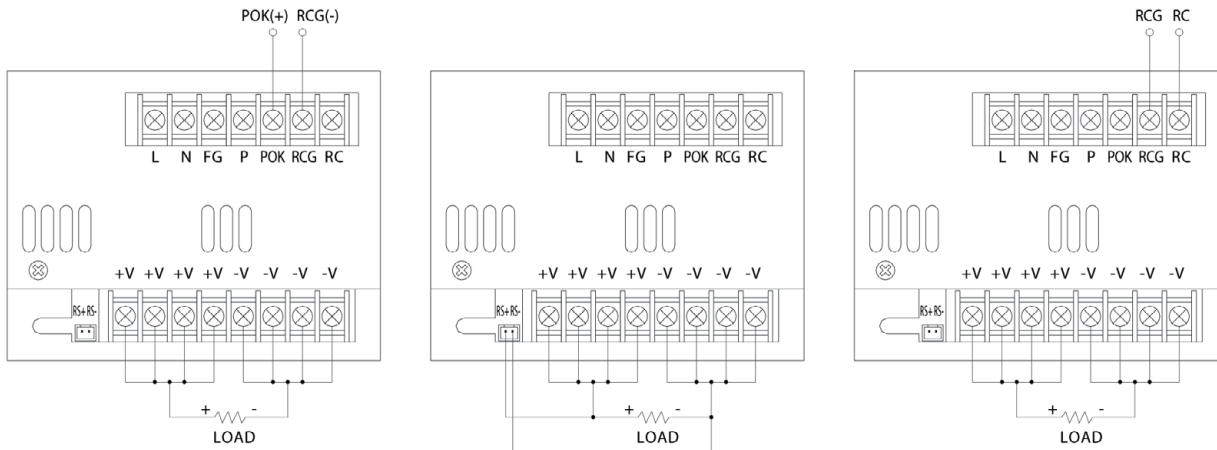 POK(+) RCG(-)
L N FG P POK RCG RC
+V +V +V +V -V -V -V -V
RS+ RS-
+ -
LOAD
L N FG P POK RCG RC
+V +V +V +V -V -V -V -V
RS+ RS-
+ -
LOAD
RCG RC
L N FG P POK RCG RC
+V +V +V +V -V -V -V -V
RS+ RS-
+ -
LOAD